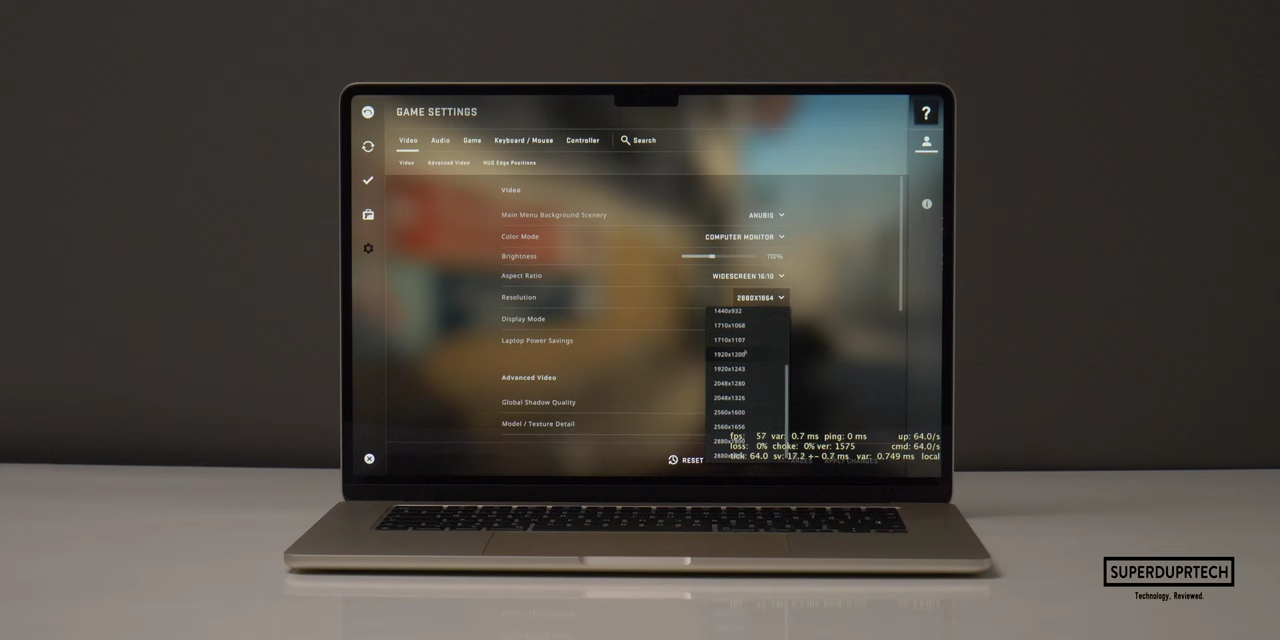 GAME SETTINGS
?
Video Audio Game Keyboard / Mouse Controller Search
Video Advanced Video HUD Edge Positions
Video
Main Menu Background Scenery ANUBIS
Color Mode COMPUTER MONITOR
Brightness 110%
Aspect Ratio WIDESCREEN 16:10
Resolution 2880X1864
1440x932
Display Mode
1710x1068
Laptop Power Savings 1710x1107
1920x1200
1920x1243
Advanced Video
2048x1280
2048x1326
Global Shadow Quality
2560x1600
Model / Texture Detail 2560x1656
fps: 57 var: 0.7 ms ping: 0 ms up: 64.0/s
loss: 0% choke: 0% ver: 1575 cmd: 64.0/s
tick: 64.0 sv: 17.2 +- 0.7 ms var: 0.749 ms local
RESET APPLY CHANGES
SUPERDUPRTECH
Technology. Reviewed.